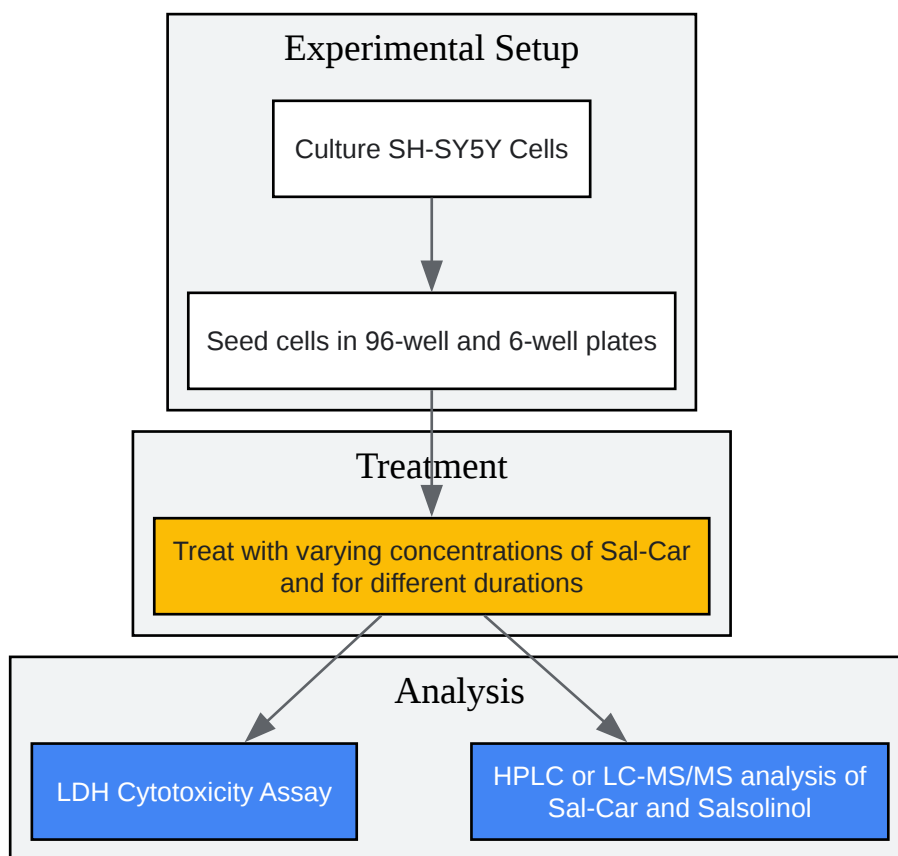 Experimental Setup
Culture SH-SY5Y Cells
Seed cells in 96-well and 6-well plates
Treatment
Treat with varying concentrations of Sal-Car
and for different durations
Analysis
LDH Cytotoxicity Assay
HPLC or LC-MS/MS analysis of
Sal-Car and Salsolinol